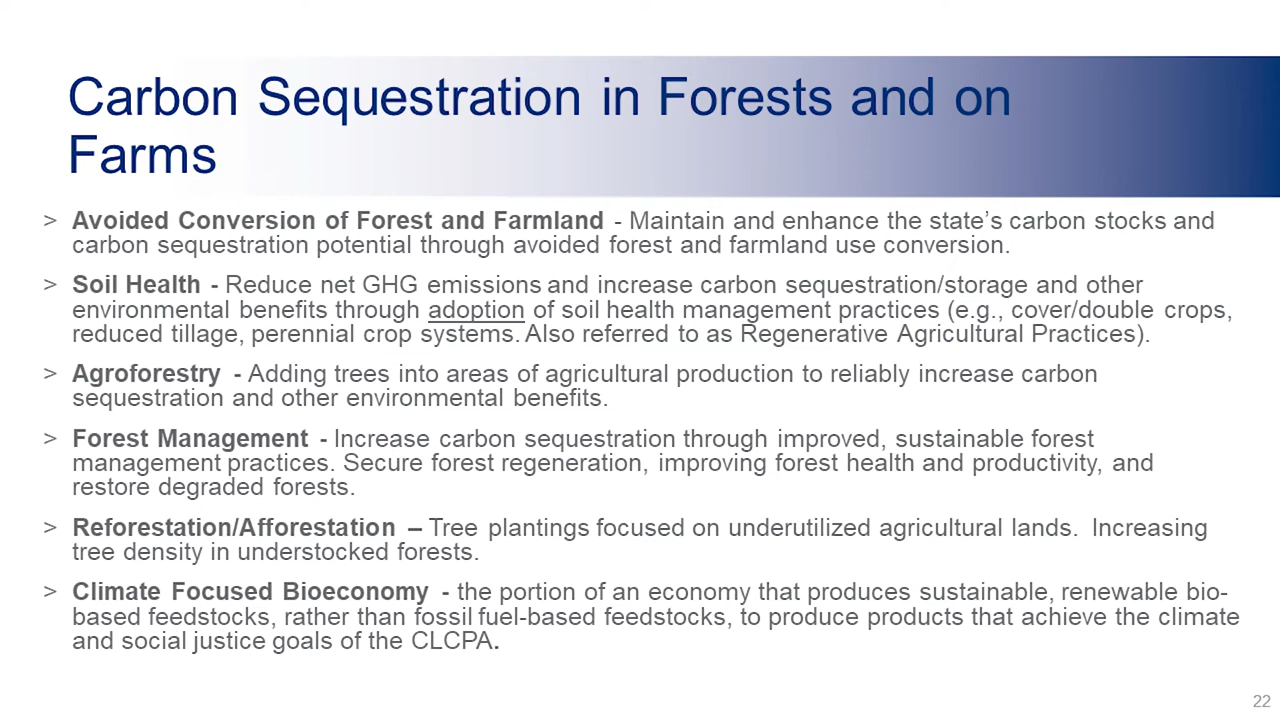 Carbon Sequestration in Forests and on
Farms
> Avoided Conversion of Forest and Farmland - Maintain and enhance the state's carbon stocks and
carbon sequestration potential through avoided forest and farmland use conversion.
> Soil Health - Reduce net GHG emissions and increase carbon sequestration/storage and other
environmental benefits through adoption of soil health management practices (e.g., cover/double crops,
reduced tillage, perennial crop systems. Also referred to as Regenerative Agricultural Practices).
> Agroforestry - Adding trees into areas of agricultural production to reliably increase carbon
sequestration and other environmental benefits.
> Forest Management - Increase carbon sequestration through improved, sustainable forest
management practices. Secure forest regeneration, improving forest health and productivity, and
restore degraded forests.
> Reforestation/Afforestation – Tree plantings focused on underutilized agricultural lands.  Increasing
tree density in understocked forests.
> Climate Focused Bioeconomy - the portion of an economy that produces sustainable, renewable bio-
based feedstocks, rather than fossil fuel-based feedstocks, to produce products that achieve the climate
and social justice goals of the CLCPA.
22